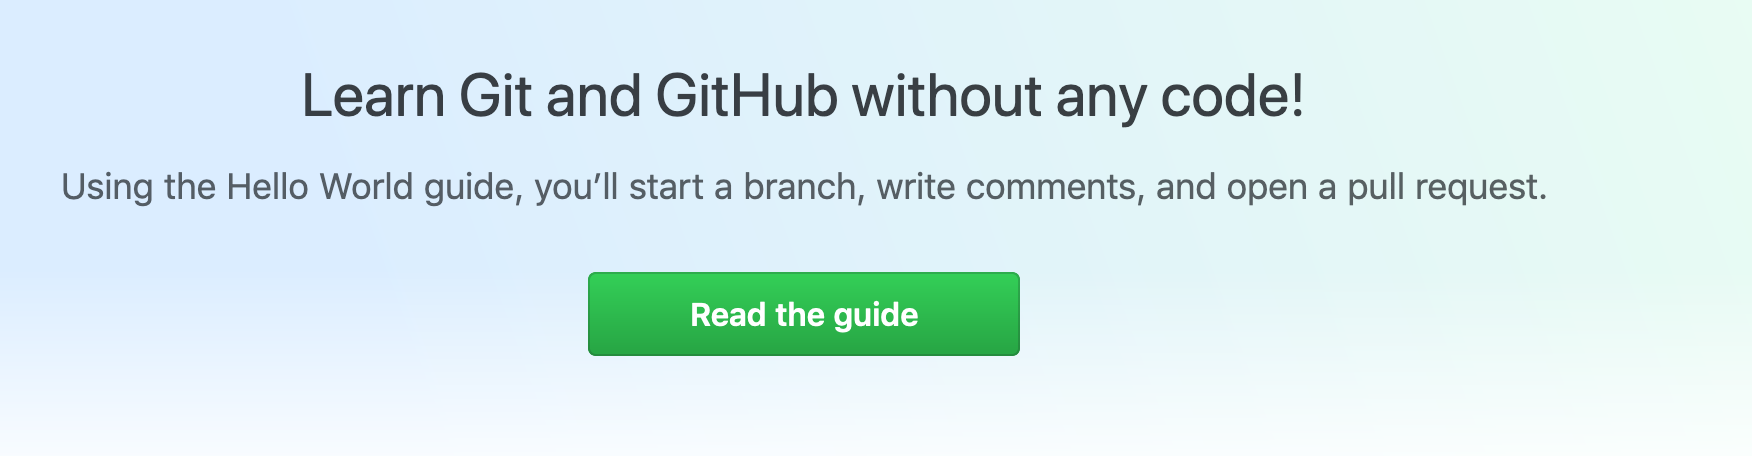 Learn Git and GitHub without any code!
Using the Hello World guide, you’ll start a branch, write comments, and open a pull request.
Read the guide